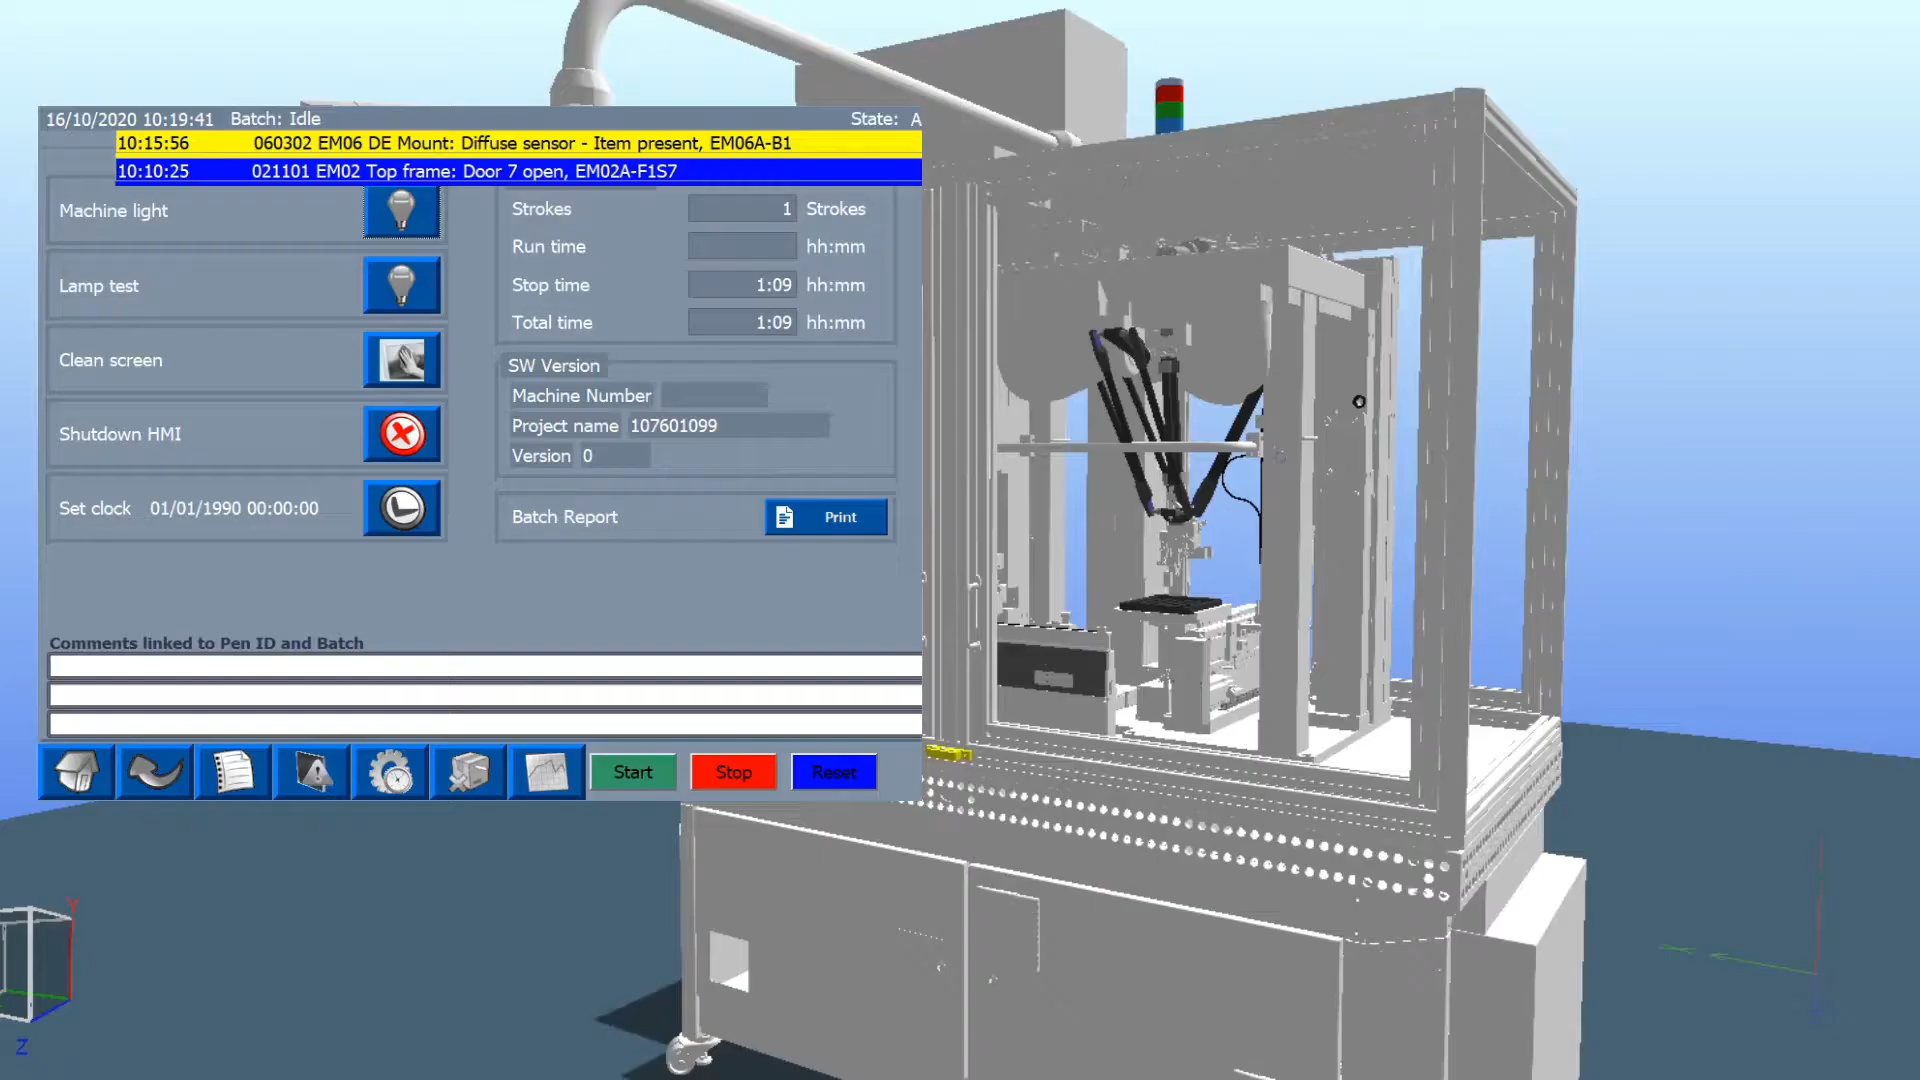 16/10/2020 10:19:41 Batch: Idle State: A
10:15:56 060302 EM06 DE Mount: Diffuse sensor - Item present, EM06A-B1
10:10:25 021101 EM02 Top frame: Door 7 open, EM02A-F1S7
Machine light
Lamp test
Clean screen
Shutdown HMI
Set clock 01/01/1990 00:00:00
Strokes 1 Strokes
Run time hh:mm
Stop time 1:09 hh:mm
Total time 1:09 hh:mm
SW Version
Machine Number
Project name 107601099
Version 0
Batch Report Print
Comments linked to Pen ID and Batch
Start Stop Reset
Y
Z